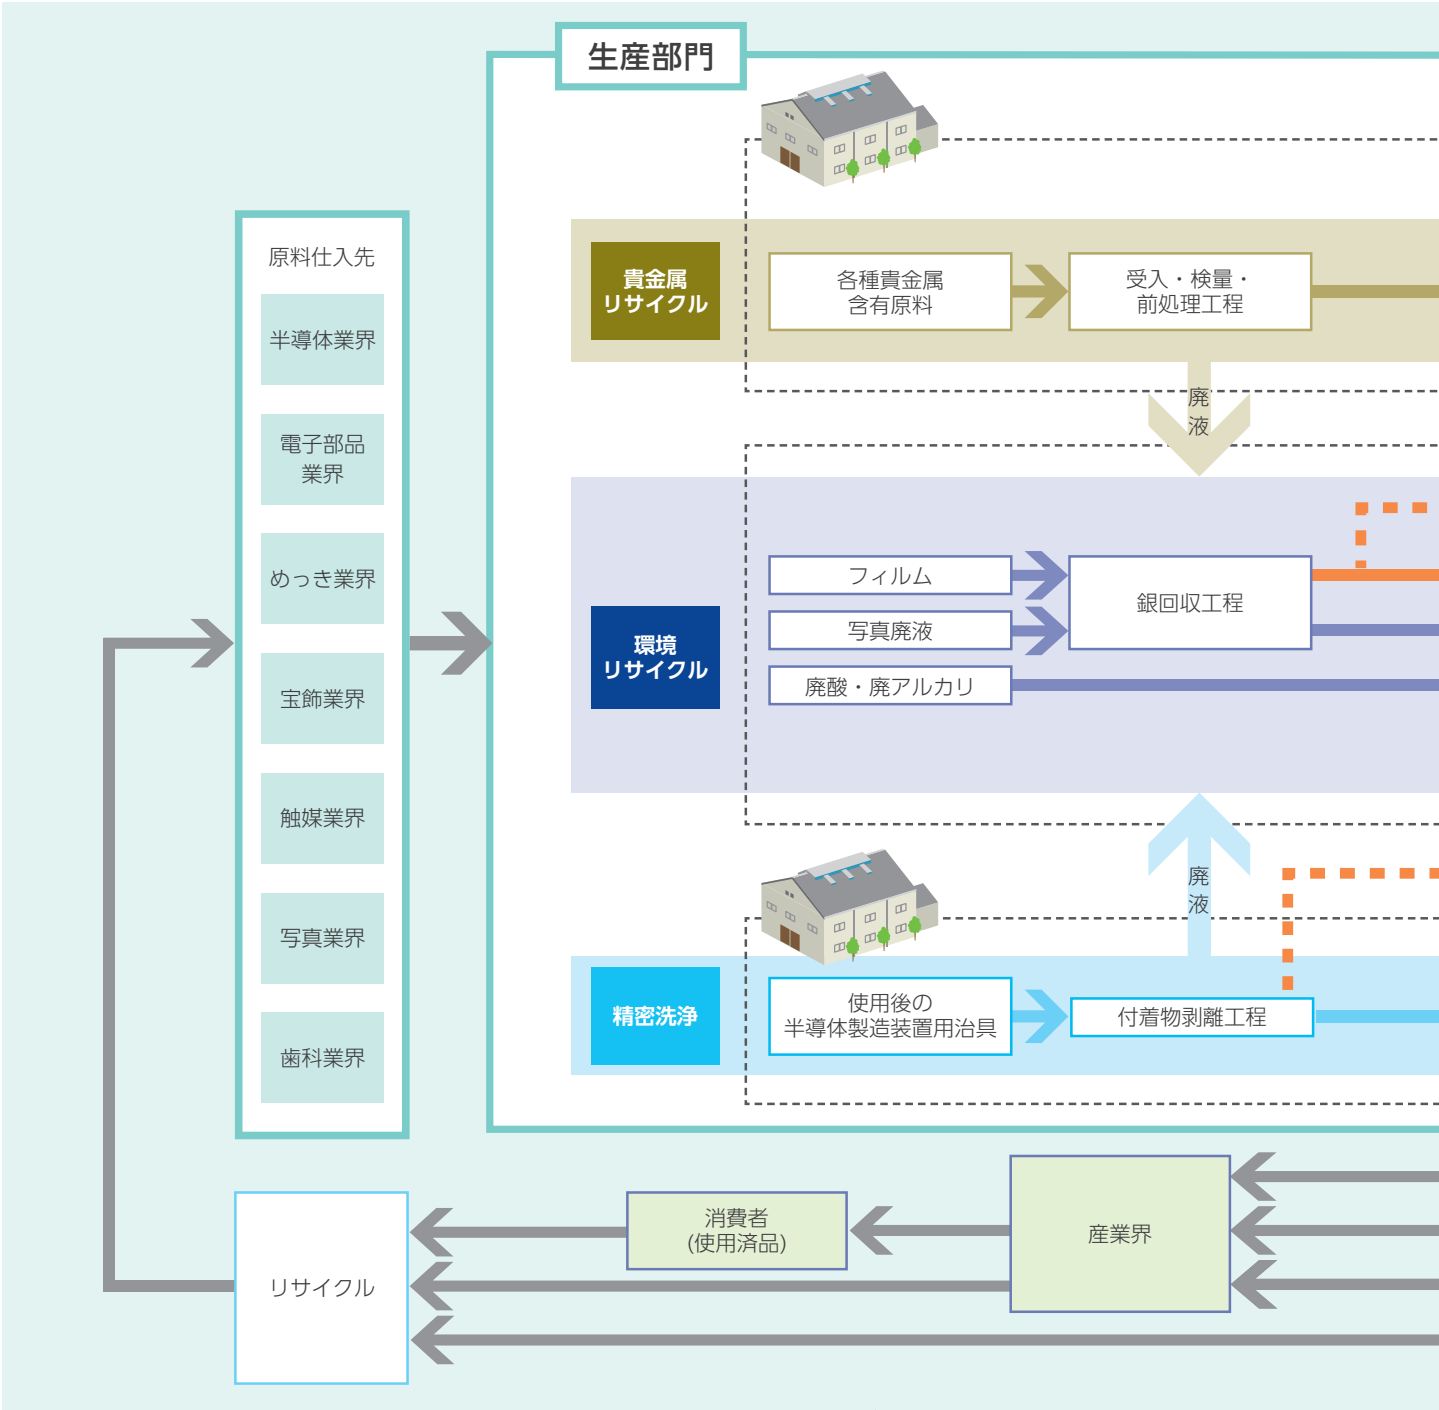 生産部門
原料仕入先
半導体業界
電子部品
業界
めっき業界
宝飾業界
触媒業界
写真業界
歯科業界
貴金属
リサイクル
各種貴金属
含有原料
受入・検量・
前処理工程
廃
液
環境
リサイクル
フィルム
写真廃液
廃酸・廃アルカリ
銀回収工程
廃
液
精密洗浄
使用後の
半導体製造装置用治具
付着物剥離工程
産業界
消費者
(使用済品)
リサイクル